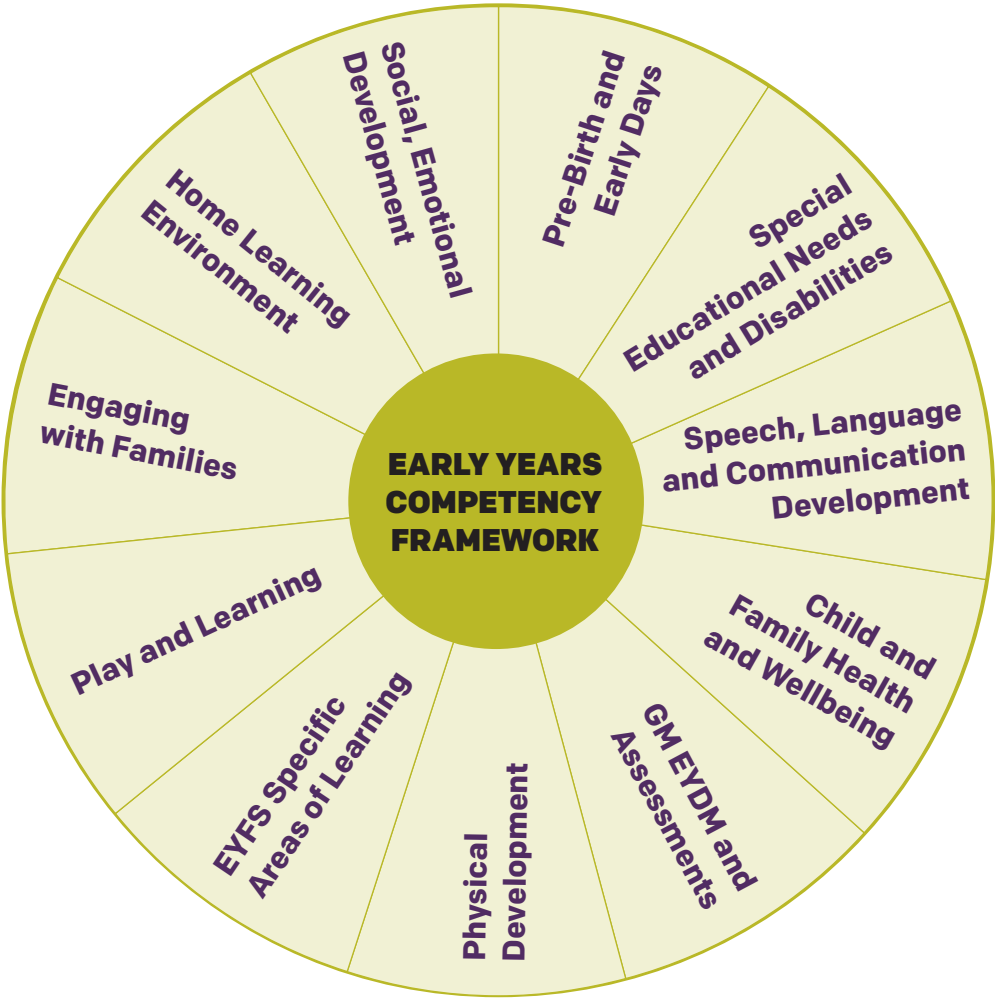 EARLY YEARS
COMPETENCY
FRAMEWORK
Pre-Birth and
Early Days
Special
Educational Needs
and Disabilities
Speech, Language
and Communication
Development
Child and
Family Health
and Wellbeing
GM EYDM and
Assessments
Physical
Development
EYFS Specific
Areas of Learning
Play and Learning
Engaging
with Families
Home Learning
Environment
Social, Emotional
Development